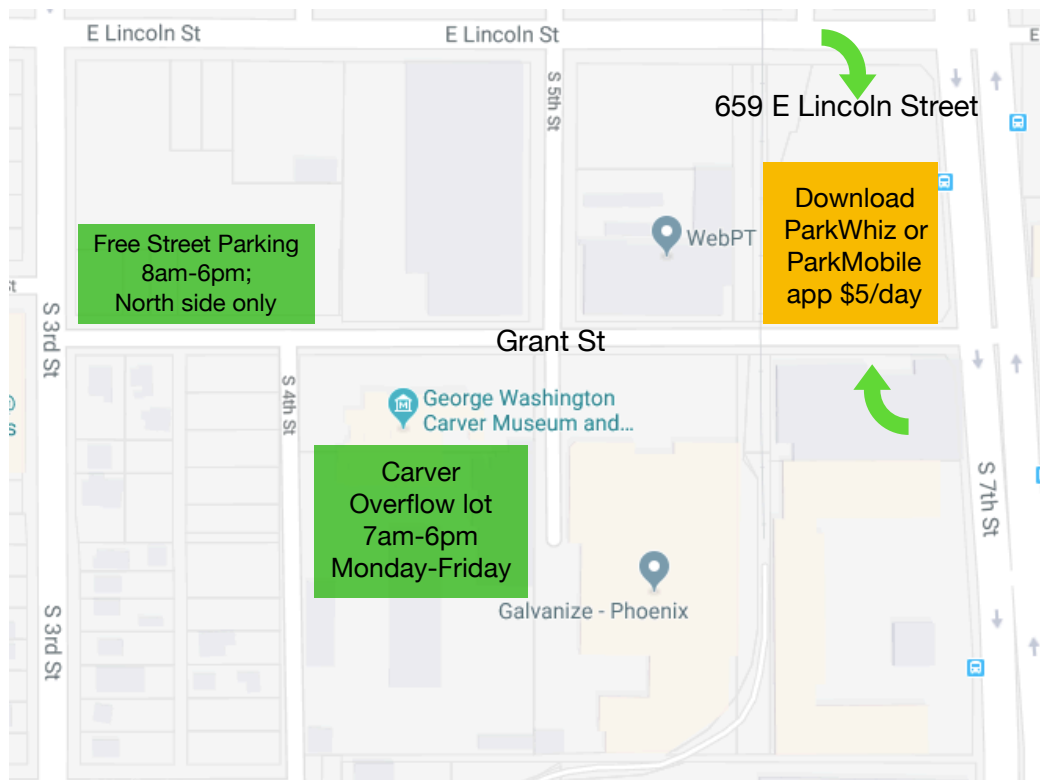 E Lincoln St
E Lincoln St
E
S 5th St
659 E Lincoln Street
Download
ParkWhiz or
ParkMobile
app $5/day
WebPT
Free Street Parking
8am-6pm;
North side only
S 3rd St
Grant St
S 4th St
George Washington
Carver Museum and...
Carver
Overflow lot
7am-6pm
Monday-Friday
S 7th St
Galvanize - Phoenix
S 3rd St